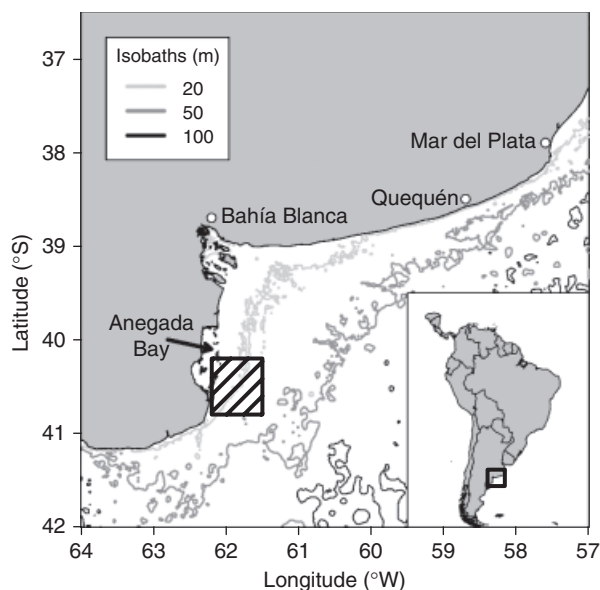 Isobaths (m)
20
50
100
Mar del Plata
Quequén
Bahía Blanca
Anegada
Bay
Latitude (°S)
37
38
39
40
41
42
64
63
62
61
60
59
58
57
Longitude (°W)